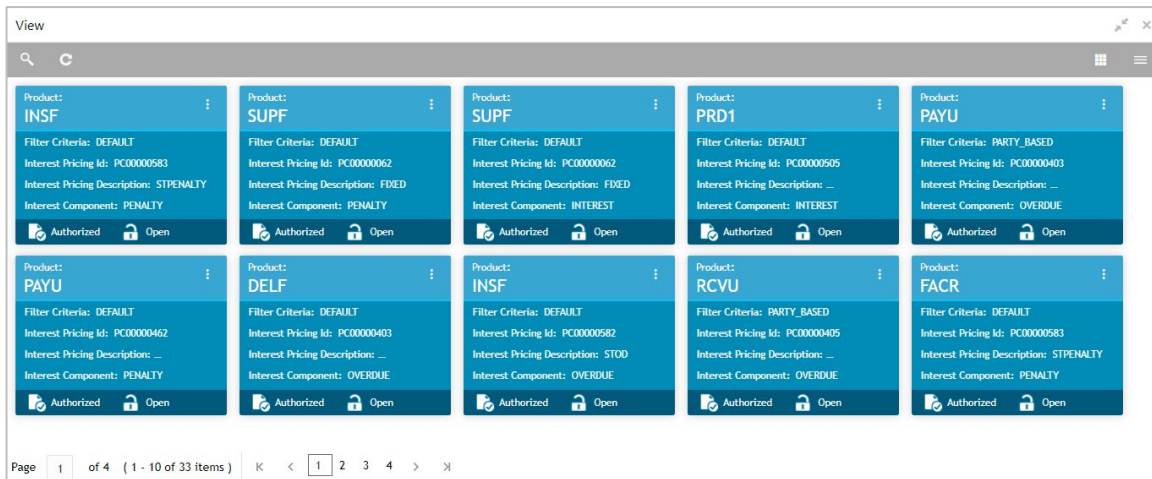 View
Product:
INSF
Filter Criteria: DEFAULT
Interest Pricing Id: PC00000583
Interest Pricing Description: STPENALTY
Interest Component: PENALTY
Authorized Open
Product:
SUPF
Filter Criteria: DEFAULT
Interest Pricing Id: PC00000062
Interest Pricing Description: FIXED
Interest Component: PENALTY
Authorized Open
Product:
SUPF
Filter Criteria: DEFAULT
Interest Pricing Id: PC00000062
Interest Pricing Description: FIXED
Interest Component: INTEREST
Authorized Open
Product:
PRD1
Filter Criteria: DEFAULT
Interest Pricing Id: PC00000505
Interest Pricing Description: ...
Interest Component: INTEREST
Authorized Open
Product:
PAYU
Filter Criteria: PARTY_BASED
Interest Pricing Id: PC00000403
Interest Pricing Description: ...
Interest Component: OVERDUE
Authorized Open
Product:
PAYU
Filter Criteria: DEFAULT
Interest Pricing Id: PC00000462
Interest Pricing Description: ...
Interest Component: PENALTY
Authorized Open
Product:
DELF
Filter Criteria: DEFAULT
Interest Pricing Id: PC00000403
Interest Pricing Description: ...
Interest Component: OVERDUE
Authorized Open
Product:
INSF
Filter Criteria: DEFAULT
Interest Pricing Id: PC00000582
Interest Pricing Description: STOD
Interest Component: OVERDUE
Authorized Open
Product:
RCVU
Filter Criteria: PARTY_BASED
Interest Pricing Id: PC00000405
Interest Pricing Description: ...
Interest Component: OVERDUE
Authorized Open
Product:
FACR
Filter Criteria: DEFAULT
Interest Pricing Id: PC00000583
Interest Pricing Description: STPENALTY
Interest Component: PENALTY
Authorized Open
Page 1 of 4 ( 1 - 10 of 33 items ) 1 2 3 4